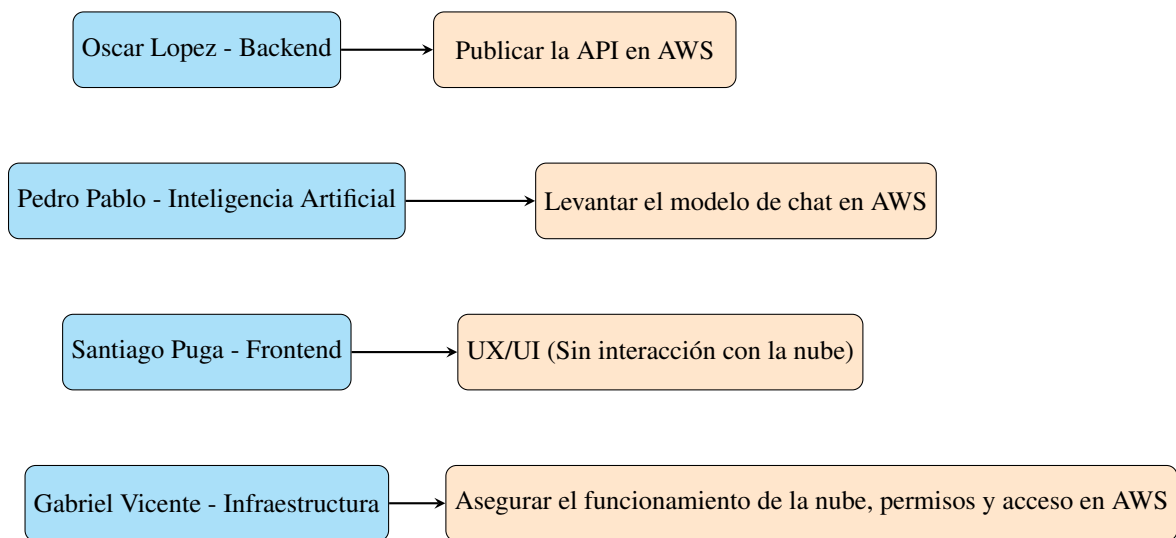 Oscar Lopez - Backend
Publicar la API en AWS
Pedro Pablo - Inteligencia Artificial
Levantar el modelo de chat en AWS
Santiago Puga - Frontend
UX/UI (Sin interacción con la nube)
Gabriel Vicente - Infraestructura
Asegurar el funcionamiento de la nube, permisos y acceso en AWS